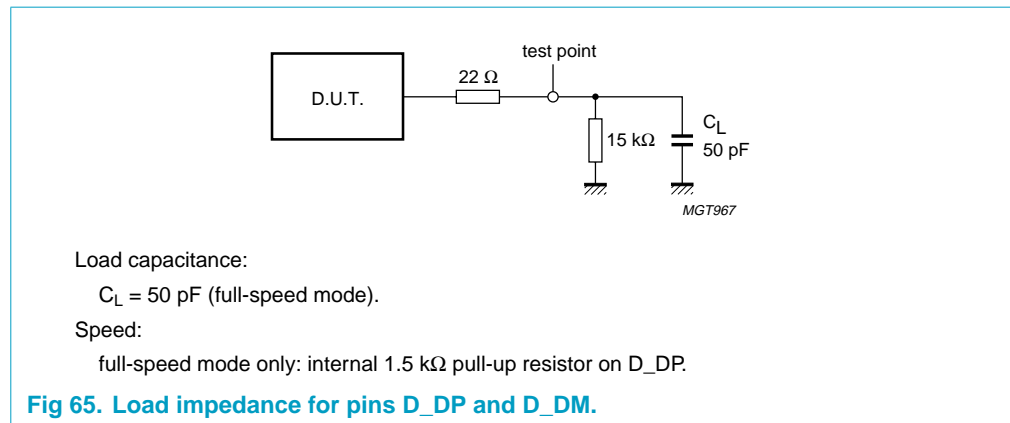 test point
22 Ω
D.U.T.
15 kΩ
C_L
50 pF
MGT967
Load capacitance:
C_L = 50 pF (full-speed mode).
Speed:
full-speed mode only: internal 1.5 kΩ pull-up resistor on D_DP.
Fig 65. Load impedance for pins D_DP and D_DM.